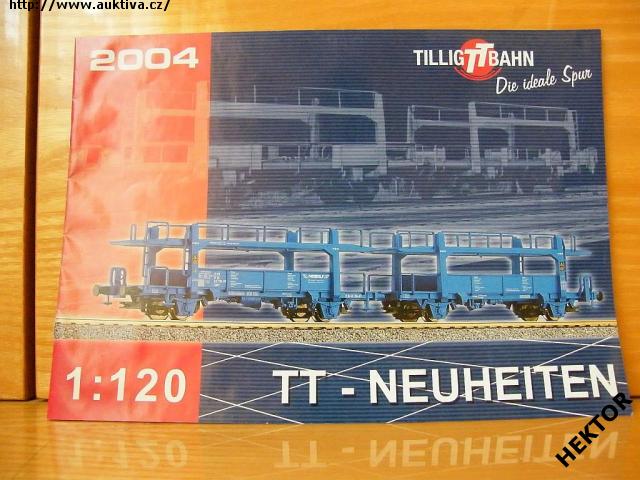 http://www.auktiva.cz/
2004
TILLIG TT BAHN
Die ideale Spur
1:120
TT - NEUHEITEN
HEKTOR